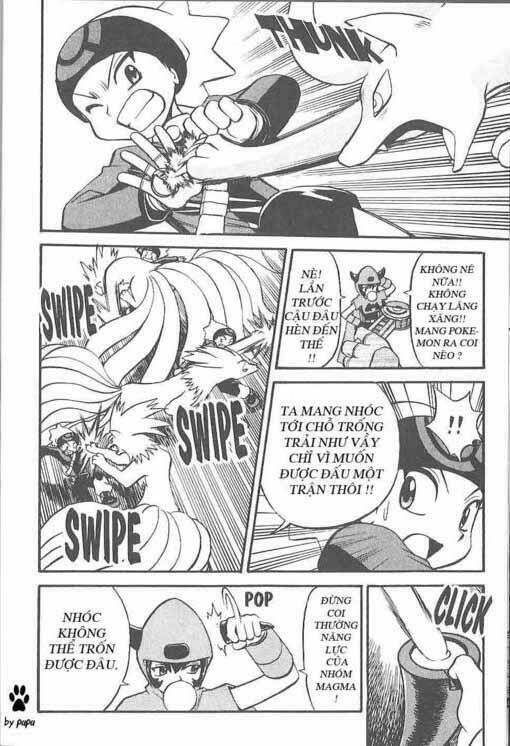 THUNK
KHÔNG NÉ
NỮA!!
KHÔNG
CHẠY LĂNG
XĂNG!!
MANG POKE-
MON RA COI
NÈO ?
NÈ!
LẦN
TRƯỚC
CẬU ĐÂU
HÈN ĐẾN
THẾ
!!
SWIPE
SWIPE
SWIPE
!!
TA MANG NHÓC
TỚI CHỖ TRỐNG
TRẢI NHƯ VẦY
CHỈ VÌ MUỐN
ĐƯỢC ĐẤU MỘT
TRẬN THÔI !!
CLICK
POP
ĐỪNG
COI
THƯỜNG
NĂNG
LỰC
CỦA
NHÓM
MAGMA !
NHÓC
KHÔNG
THỂ TRỐN
ĐƯỢC ĐÂU.
by papu